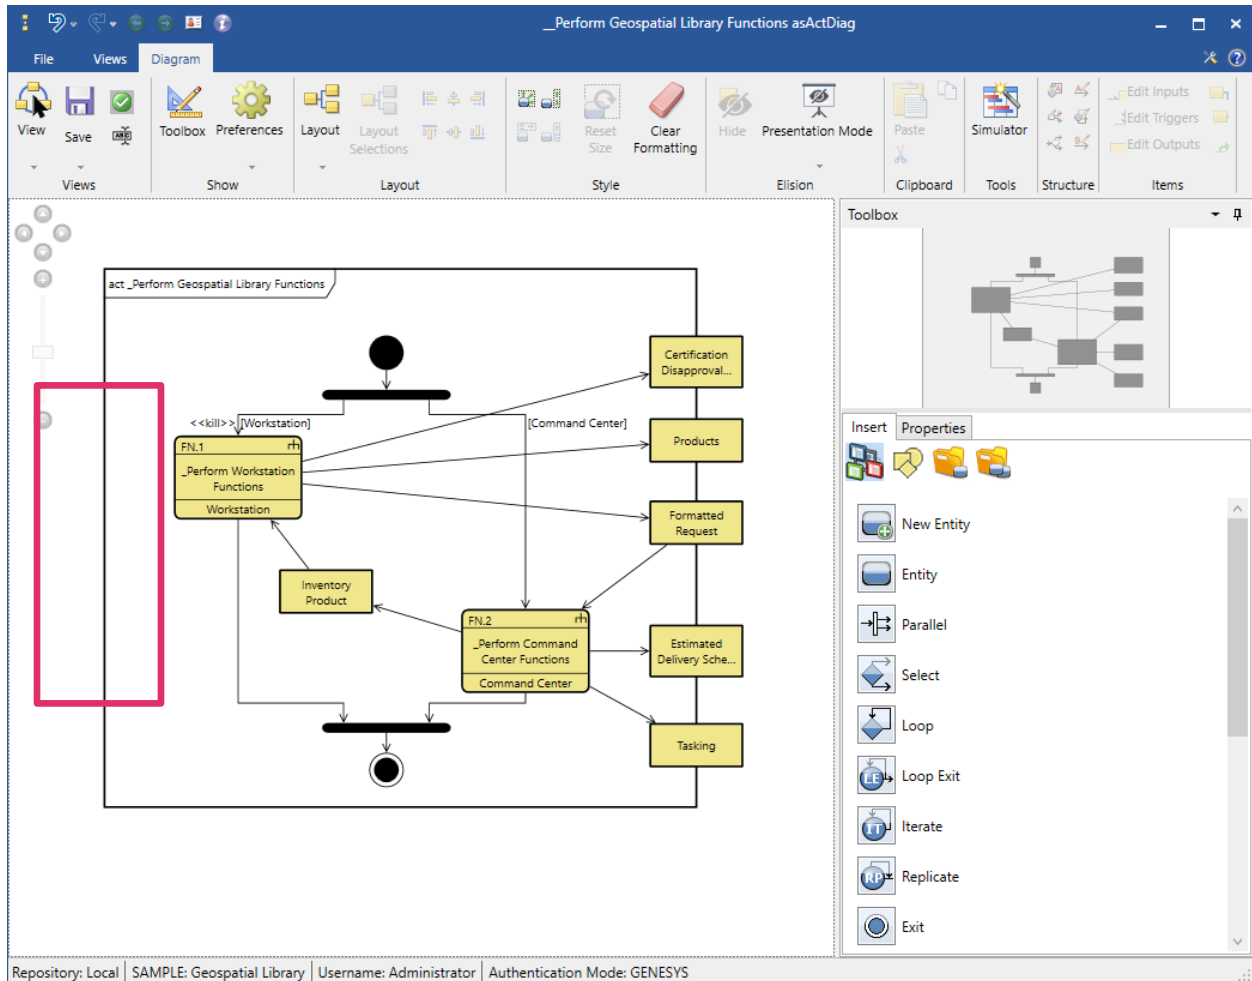 __Perform Geospatial Library Functions asActDiag
File Views Diagram
View
Save
Toolbox Preferences
Layout
Layout
Selections
Reset
Size
Clear
Formatting
Hide
Presentation Mode
Paste
Simulator
Edit Inputs
Edit Triggers
Edit Outputs
Views Show Layout Style Elision Clipboard Tools Structure Items
Toolbox
act _Perform Geospatial Library Functions
Certification
Disapproval...
<<kill>> [Workstation]
[Command Center]
FN.1
_Perform Workstation
Functions
Workstation
Products
Formatted
Request
Inventory
Product
FN.2
_Perform Command
Center Functions
Command Center
Estimated
Delivery Sche...
Tasking
Insert Properties
New Entity
Entity
Parallel
Select
Loop
LE Loop Exit
IT Iterate
RP Replicate
Exit
Repository: Local SAMPLE: Geospatial Library Username: Administrator Authentication Mode: GENESYS